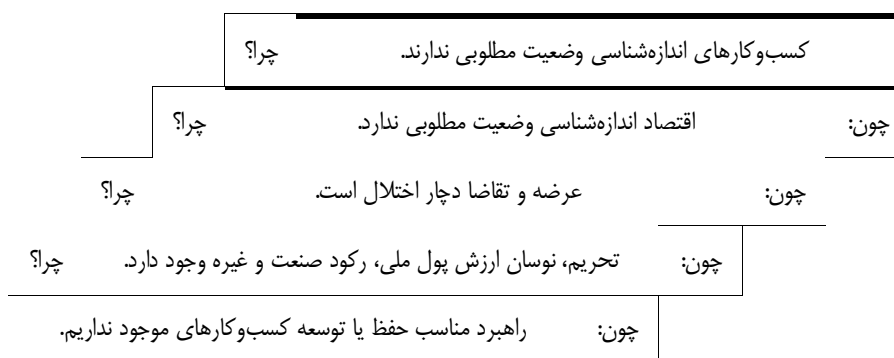 کسب‌وکارهای اندازه‌شناسی وضعیت مطلوبی ندارند. چرا؟
چون: اقتصاد اندازه‌شناسی وضعیت مطلوبی ندارد. چرا؟
چون: عرضه و تقاضا دچار اختلال است. چرا؟
چون: تحریم، نوسان ارزش پول ملی، رکود صنعت و غیره وجود دارد. چرا؟
چون: راهبرد مناسب حفظ یا توسعه کسب‌وکارهای موجود نداریم.